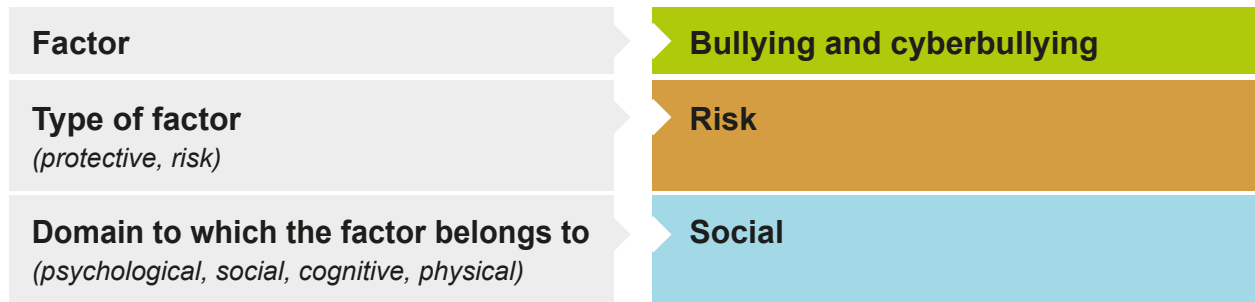 Factor
Bullying and cyberbullying
Type of factor
(protective, risk)
Risk
Domain to which the factor belongs to
(psychological, social, cognitive, physical)
Social